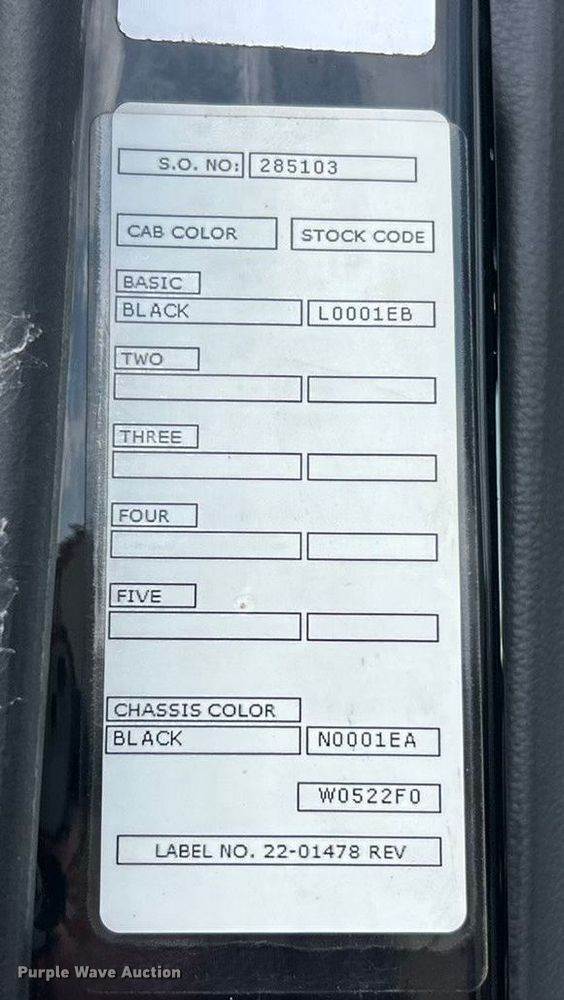 S.O. NO: 285103
CAB COLOR STOCK CODE
BASIC
BLACK L0001EB
TWO
THREE
FOUR
FIVE
CHASSIS COLOR
BLACK N0001EA
W0522F0
LABEL NO. 22-01478 REV
Purple Wave Auction